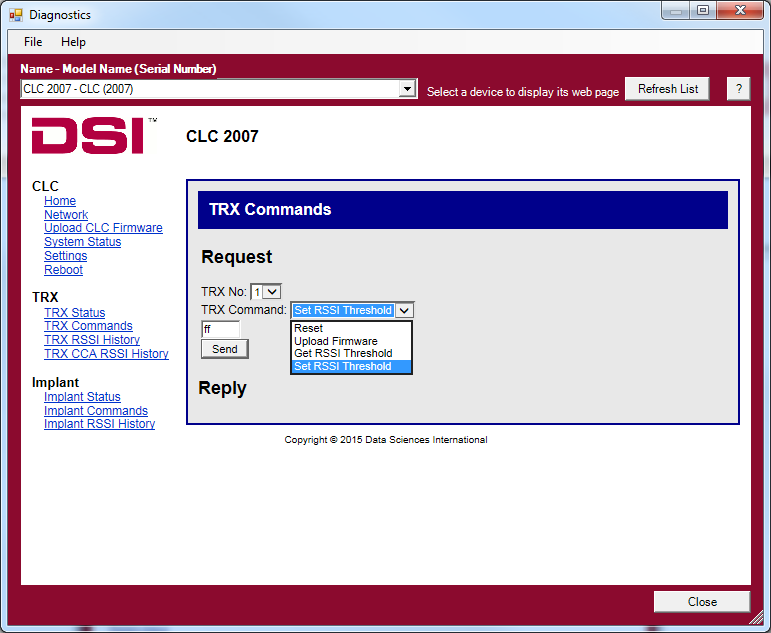 Diagnostics
File Help
Name - Model Name (Serial Number)
CLC 2007 - CLC (2007)
Select a device to display its web page
Refresh List
?
DSI™
CLC 2007
CLC
Home
Network
Upload CLC Firmware
System Status
Settings
Reboot
TRX
TRX Status
TRX Commands
TRX RSSI History
TRX CCA RSSI History
Implant
Implant Status
Implant Commands
Implant RSSI History
TRX Commands
Request
TRX No: 1
TRX Command: Set RSSI Threshold
ff
Reset
Upload Firmware
Get RSSI Threshold
Set RSSI Threshold
Send
Reply
Copyright © 2015 Data Sciences International
Close